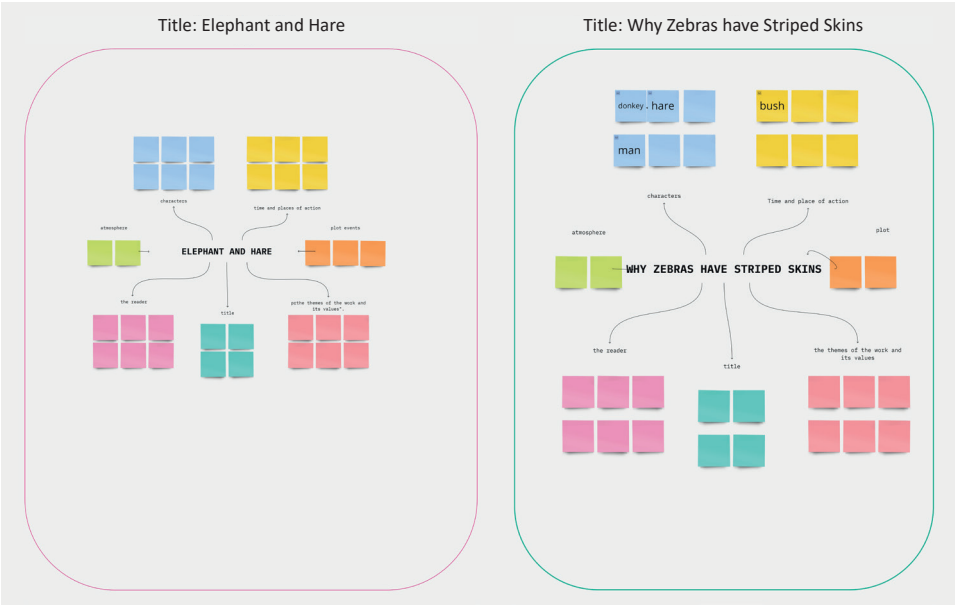 Title: Elephant and Hare
characters
time and places of action
atmosphere
plot events
ELEPHANT AND HARE
the reader
title
prthe themes of the work and
its values".
Title: Why Zebras have Striped Skins
donkey. hare
bush
man
characters
Time and place of action
atmosphere
plot
WHY ZEBRAS HAVE STRIPED SKINS
the reader
title
the themes of the work and
its values